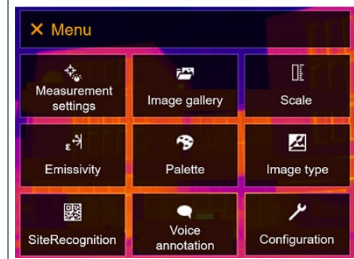 Menu
Measurement
settings
Image gallery
Scale
ε
Emissivity
Palette
Image type
SiteRecognition
Voice
annotation
Configuration